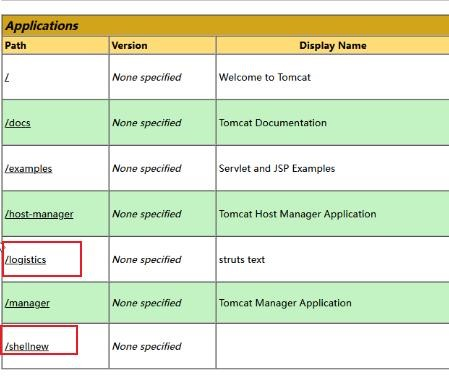 Applications
Path Version Display Name
/ None specified Welcome to Tomcat
/docs None specified Tomcat Documentation
/examples None specified Servlet and JSP Examples
/host-manager None specified Tomcat Host Manager Application
/logistics None specified struts text
/manager None specified Tomcat Manager Application
/shellnew None specified